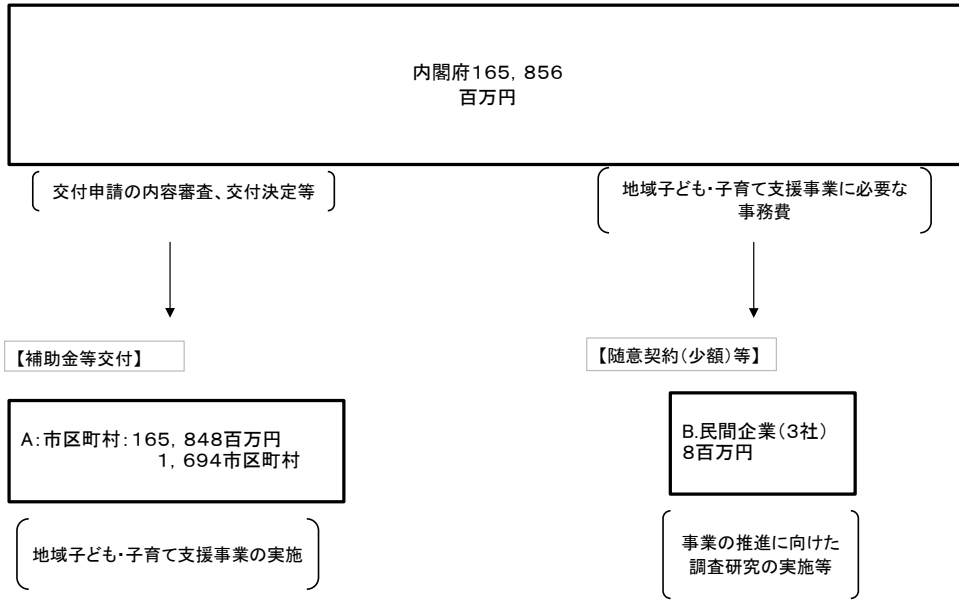 内閣府165，856
百万円
交付申請の内容審査、交付決定等
地域子ども・子育て支援事業に必要な
事務費
【補助金等交付】
【随意契約（少額）等】
A：市区町村：165，848百万円
1，694市区町村
B.民間企業（3社）
8百万円
地域子ども・子育て支援事業の実施
事業の推進に向けた
調査研究の実施等